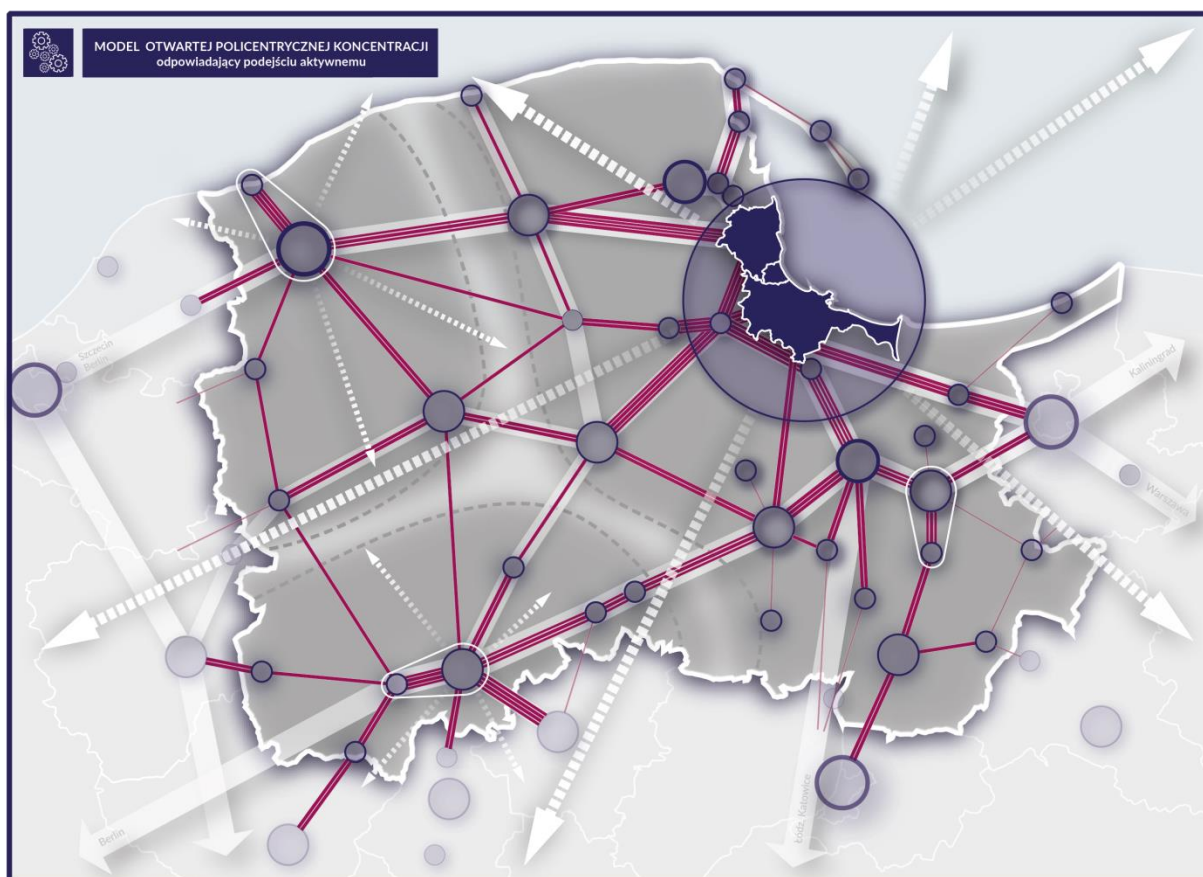 MODEL OTWARTEJ POLICENTRYCZNEJ KONCENTRACJI
odpowiadający podejściu aktywnemu
Szczecin
Berlin
Kaliningrad
Warszawa
Berlin
Łódź, Katowice